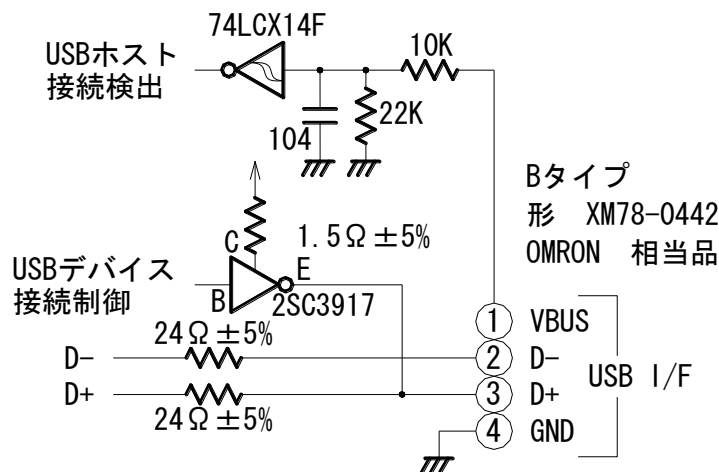 74LCX14F
USBホスト
接続検出
10K
104
22K
Bタイプ
形 XM78-0442
OMRON 相当品
C
1.5Ω±5%
USBデバイス
接続制御
B
E
2SC3917
24Ω±5%
D-
D+
24Ω±5%
1 VBUS
2 D-
3 D+
4 GND
USB I/F